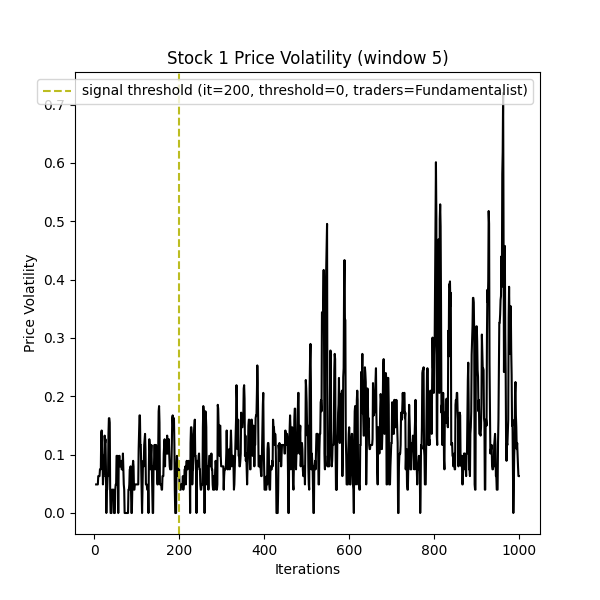 Stock 1 Price Volatility (window 5)
signal threshold (it=200, threshold=0, traders=Fundamentalist)
0.7
0.6
0.5
0.4
0.3
0.2
0.1
0.0
Price Volatility
0 200 400 600 800 1000
Iterations